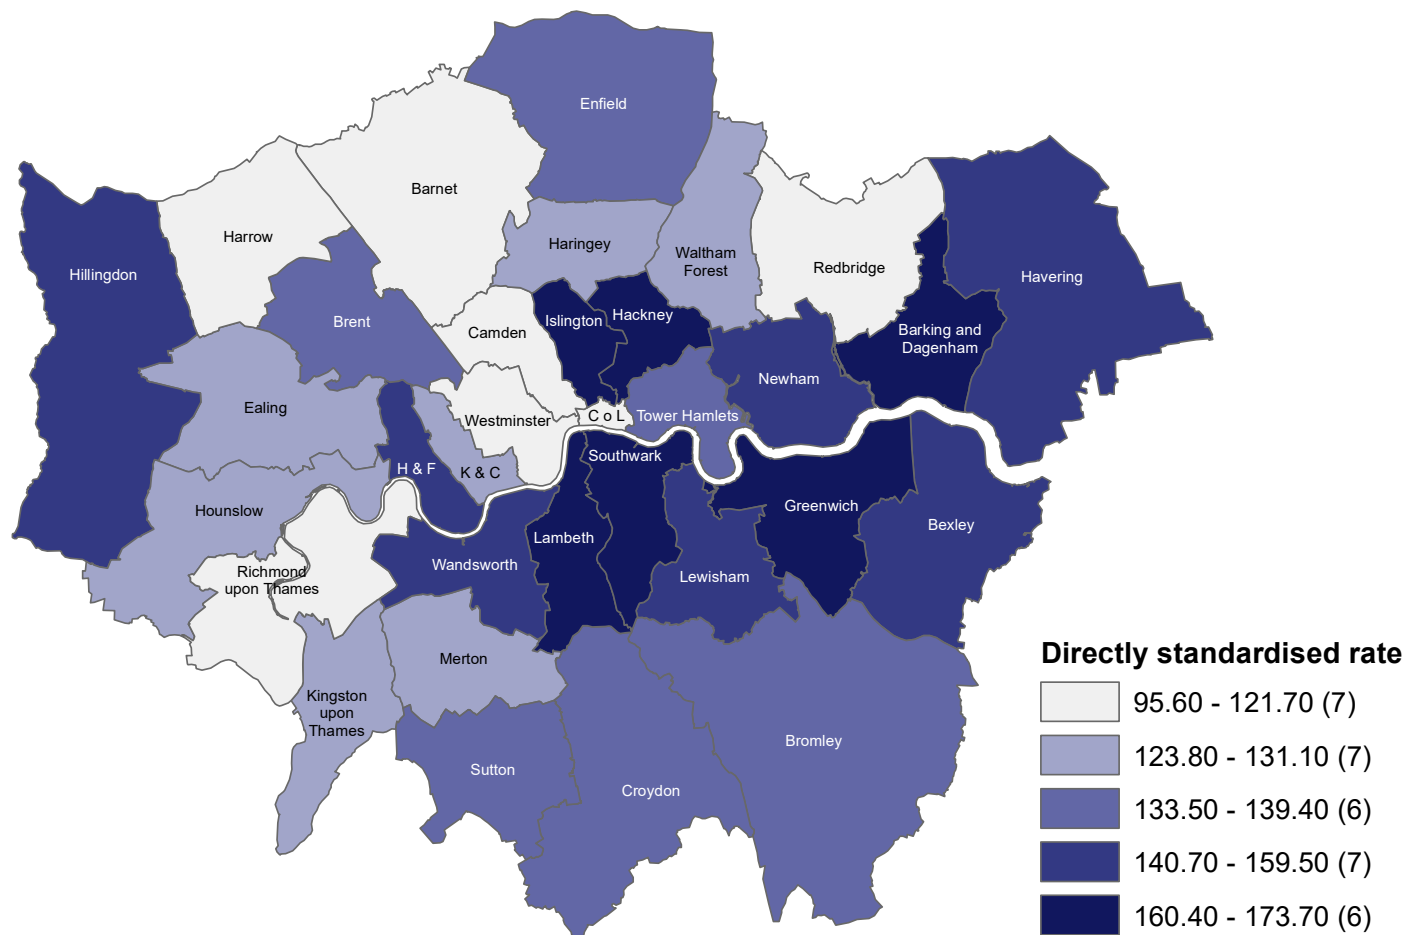 Enfield
Barnet
Harrow
Haringey
Waltham
Forest
Redbridge
Hillingdon
Havering
Brent
Camden
Islington
Hackney
Barking and
Dagenham
Newham
Ealing
Westminster
C o L
Tower Hamlets
H & F
K & C
Southwark
Hounslow
Greenwich
Bexley
Lambeth
Wandsworth
Richmond
upon Thames
Lewisham
Merton
Kingston
upon
Thames
Sutton
Croydon
Bromley
Directly standardised rate
95.60 - 121.70 (7)
123.80 - 131.10 (7)
133.50 - 139.40 (6)
140.70 - 159.50 (7)
160.40 - 173.70 (6)